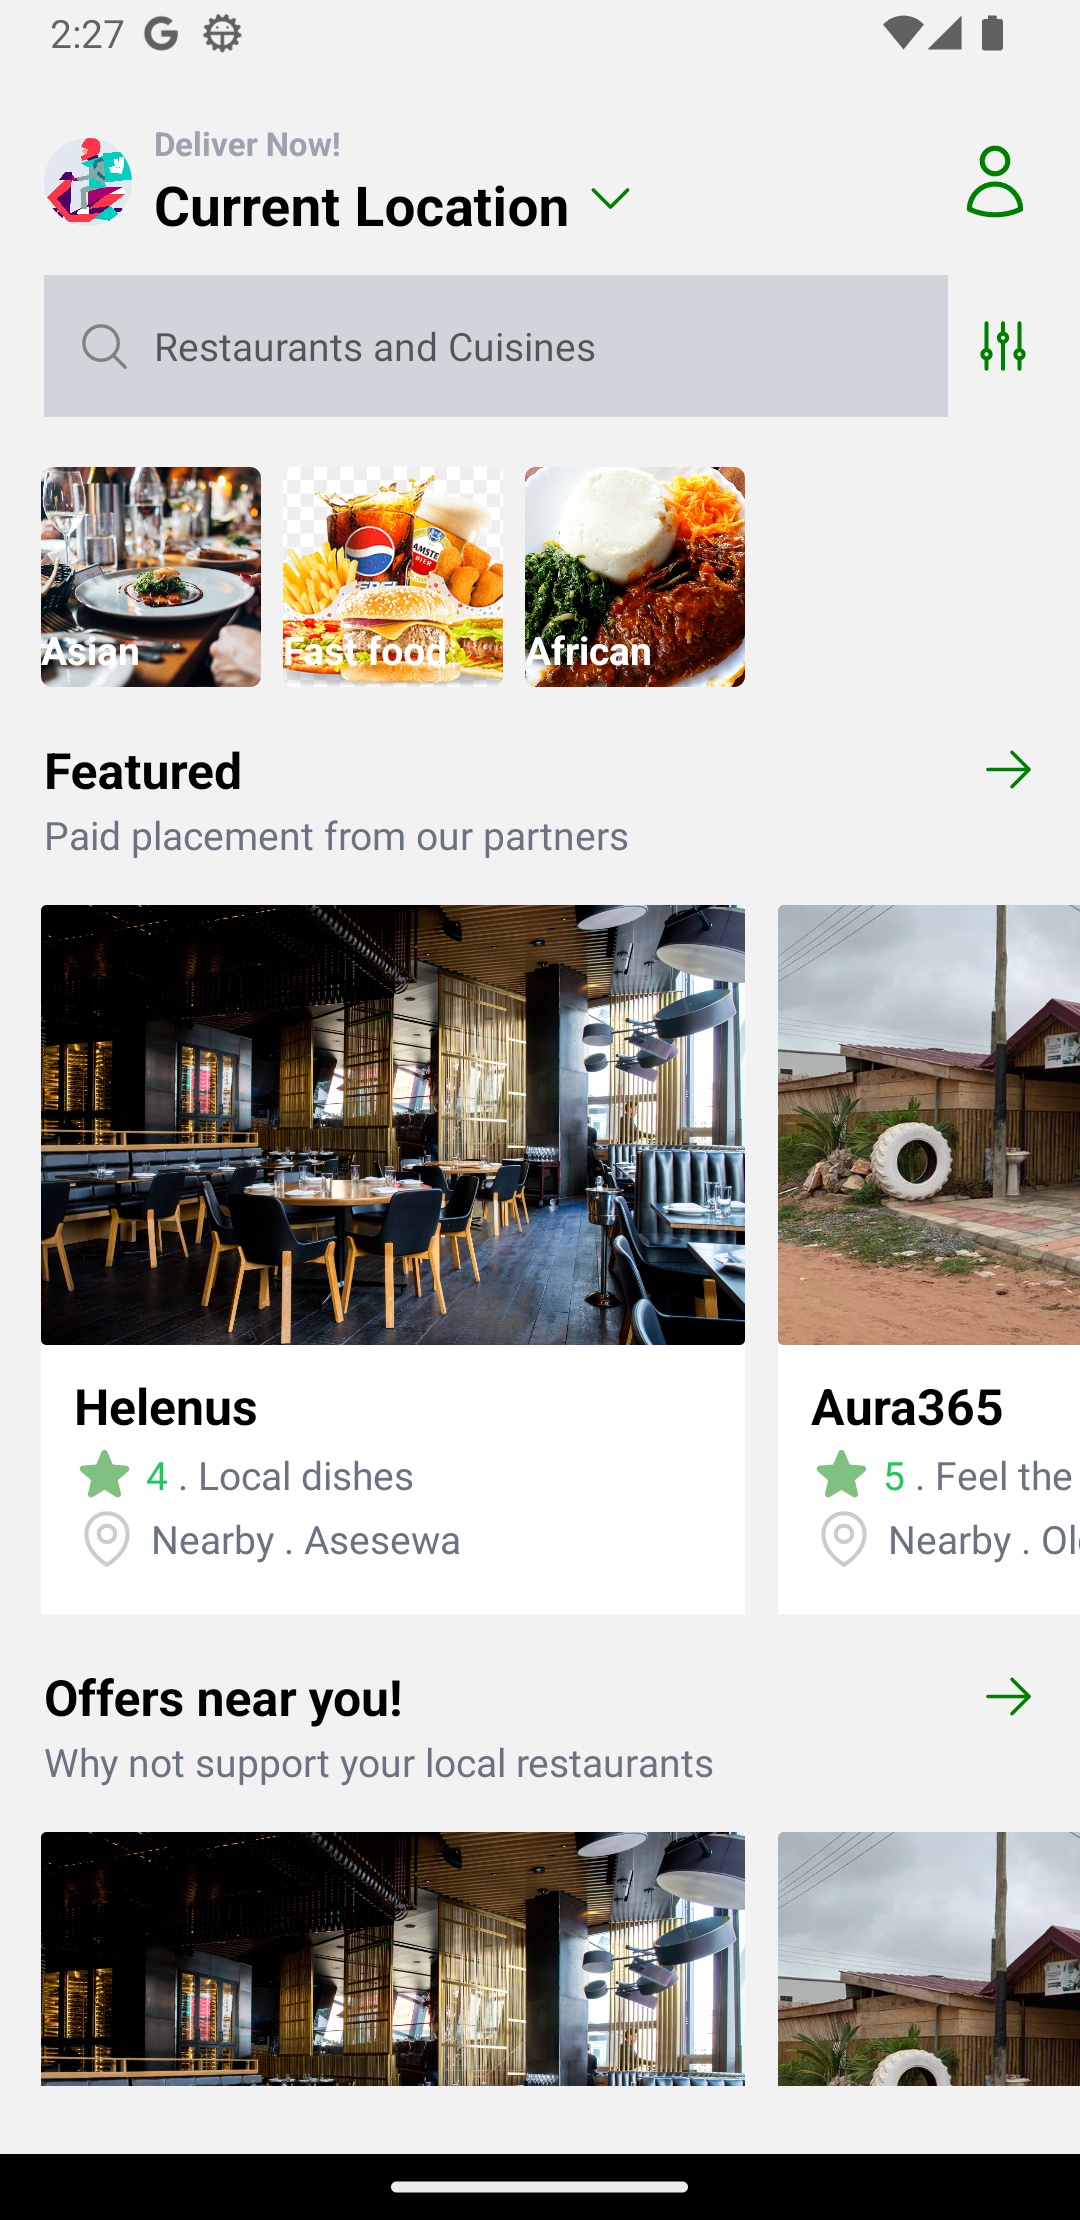 2:27
Deliver Now!
Current Location
Restaurants and Cuisines
Asian
Fast food
African
Featured
Paid placement from our partners
Helenus
4 . Local dishes
Nearby . Asesewa
Aura365
5 . Feel the
Nearby . Old
Offers near you!
Why not support your local restaurants